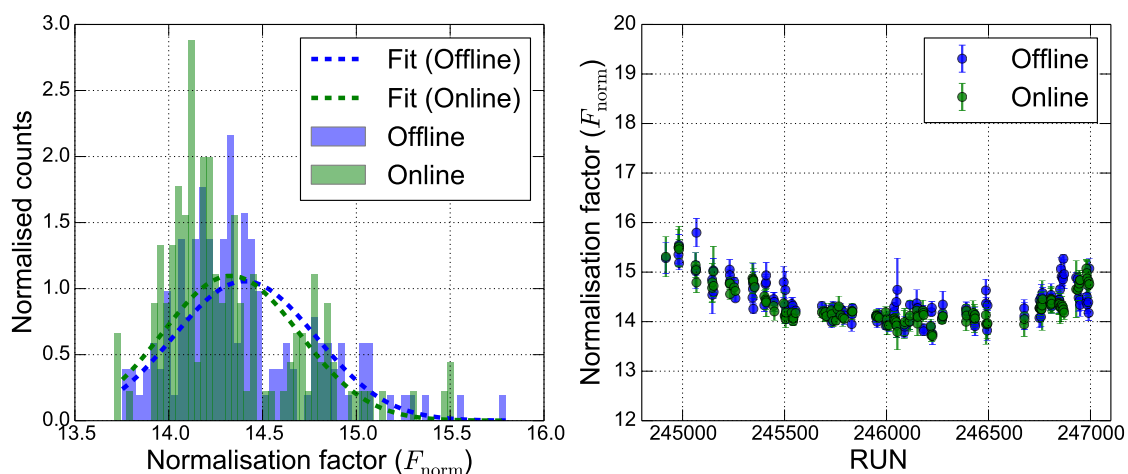 3.0
2.5
2.0
1.5
1.0
0.5
0.0
Normalised counts
Fit (Offline)
Fit (Online)
Offline
Online
13.5 14.0 14.5 15.0 15.5 16.0
Normalisation factor (F_norm)
20
19
18
17
16
15
14
13
12
Normalisation factor (F_norm)
Offline
Online
245000 245500 246000 246500 247000
RUN